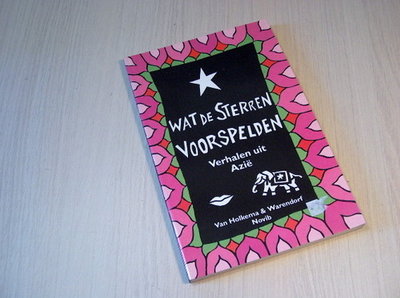 WAT DE STERREN
VOORSPELDEN
Verhalen uit
Azië
Van Holkema & Warendorf
Novib